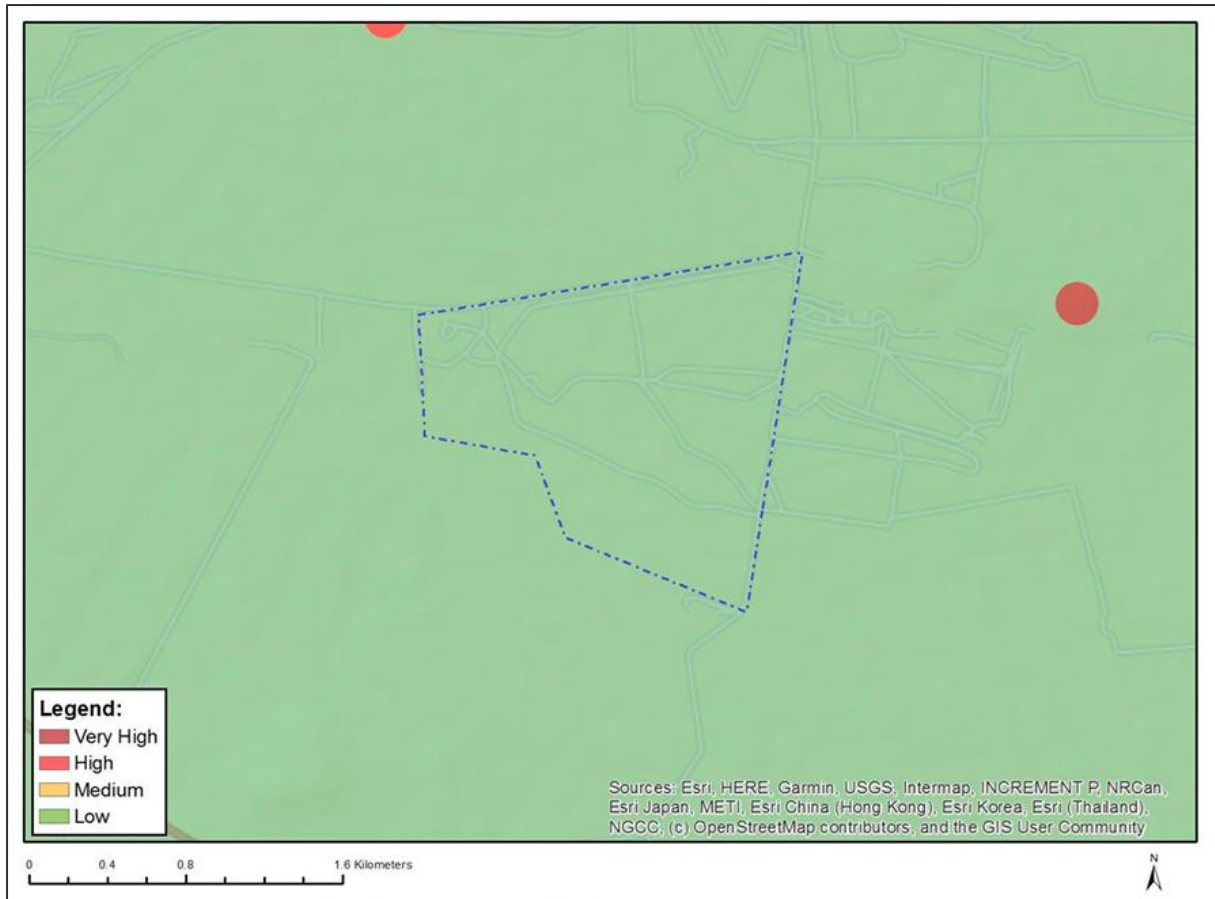 Legend:
Very High
High
Medium
Low
Sources: Esri, HERE, Garmin, USGS, Intermap, INCREMENT P, NRCan,
Esri Japan, METI, Esri China (Hong Kong), Esri Korea, Esri (Thailand),
NGCC, (c) OpenStreetMap contributors, and the GIS User Community
0 0.4 0.8 1.6 Kilometers
N